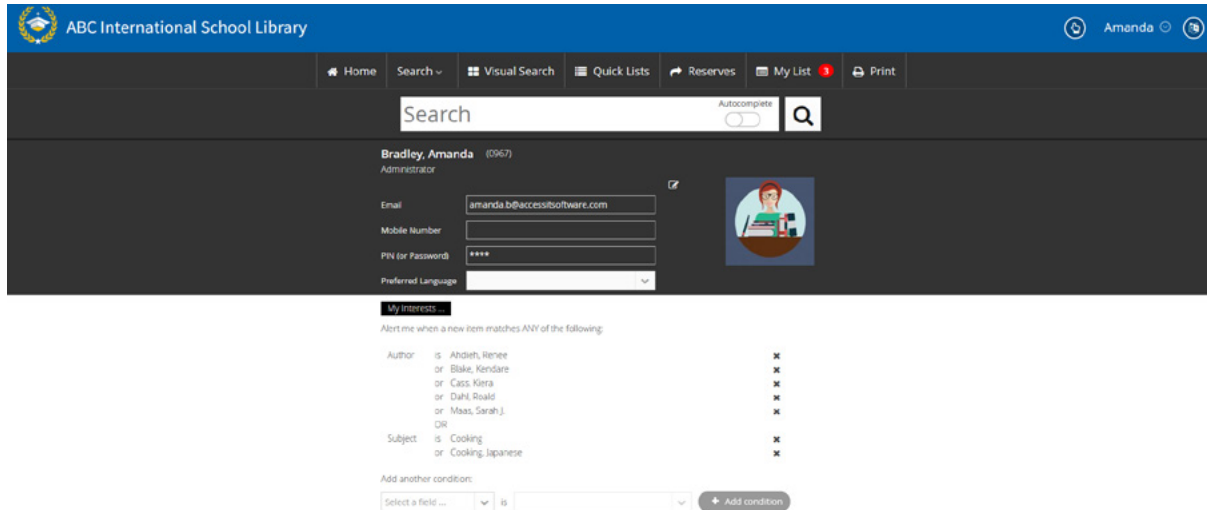 ABC International School Library
Amanda
Home Search Visual Search Quick Lists Reserves My List 3 Print
Search Autocomplete
Bradley, Amanda (0967)
Administrator
Email amanda.b@accessitsoftware.com
Mobile Number
PIN (or Password) ****
Preferred Language
My Interests ...
Alert me when a new item matches ANY of the following:
Author is Ahdieh, Renee
or Blake, Kendare
or Cass, Kiera
or Dahl, Roald
or Maas, Sarah J.
OR
Subject is Cooking
or Cooking, Japanese
Add another condition:
Select a field ... is + Add condition